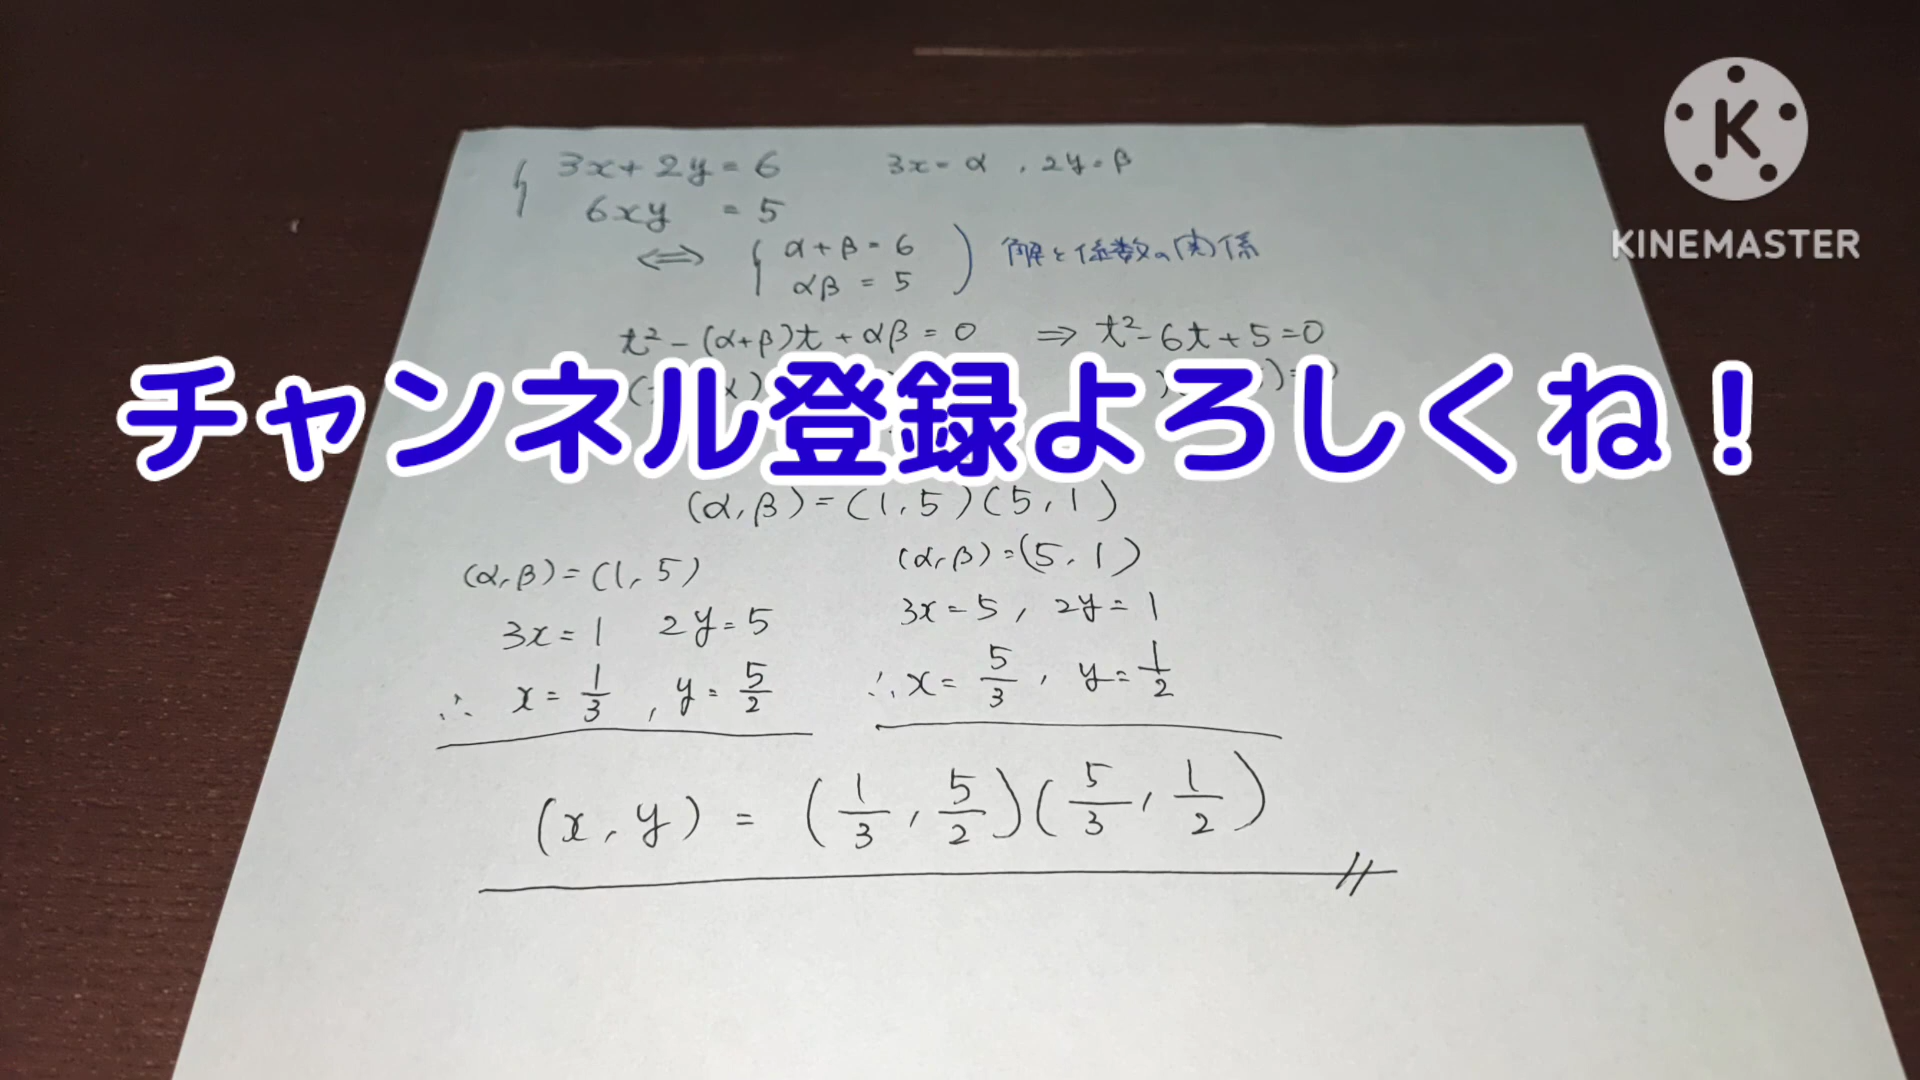 3x+2y=6 3x=α , 2y=β
6xy =5
⇔ { α+β=6
αβ=5 ) 解と係数の関係
KINEMASTER
t²-(α+β)t+αβ=0 ⇒ t²-6t+5=0
チャンネル登録よろしくね!
(α,β)=(1,5)(5,1)
(α,β)=(1,5)
3x=1 2y=5
∴ x=1/3 , y=5/2
(α,β)=(5,1)
3x=5, 2y=1
∴ x=5/3, y=1/2
(x,y) = (1/3, 5/2)(5/3, 1/2)